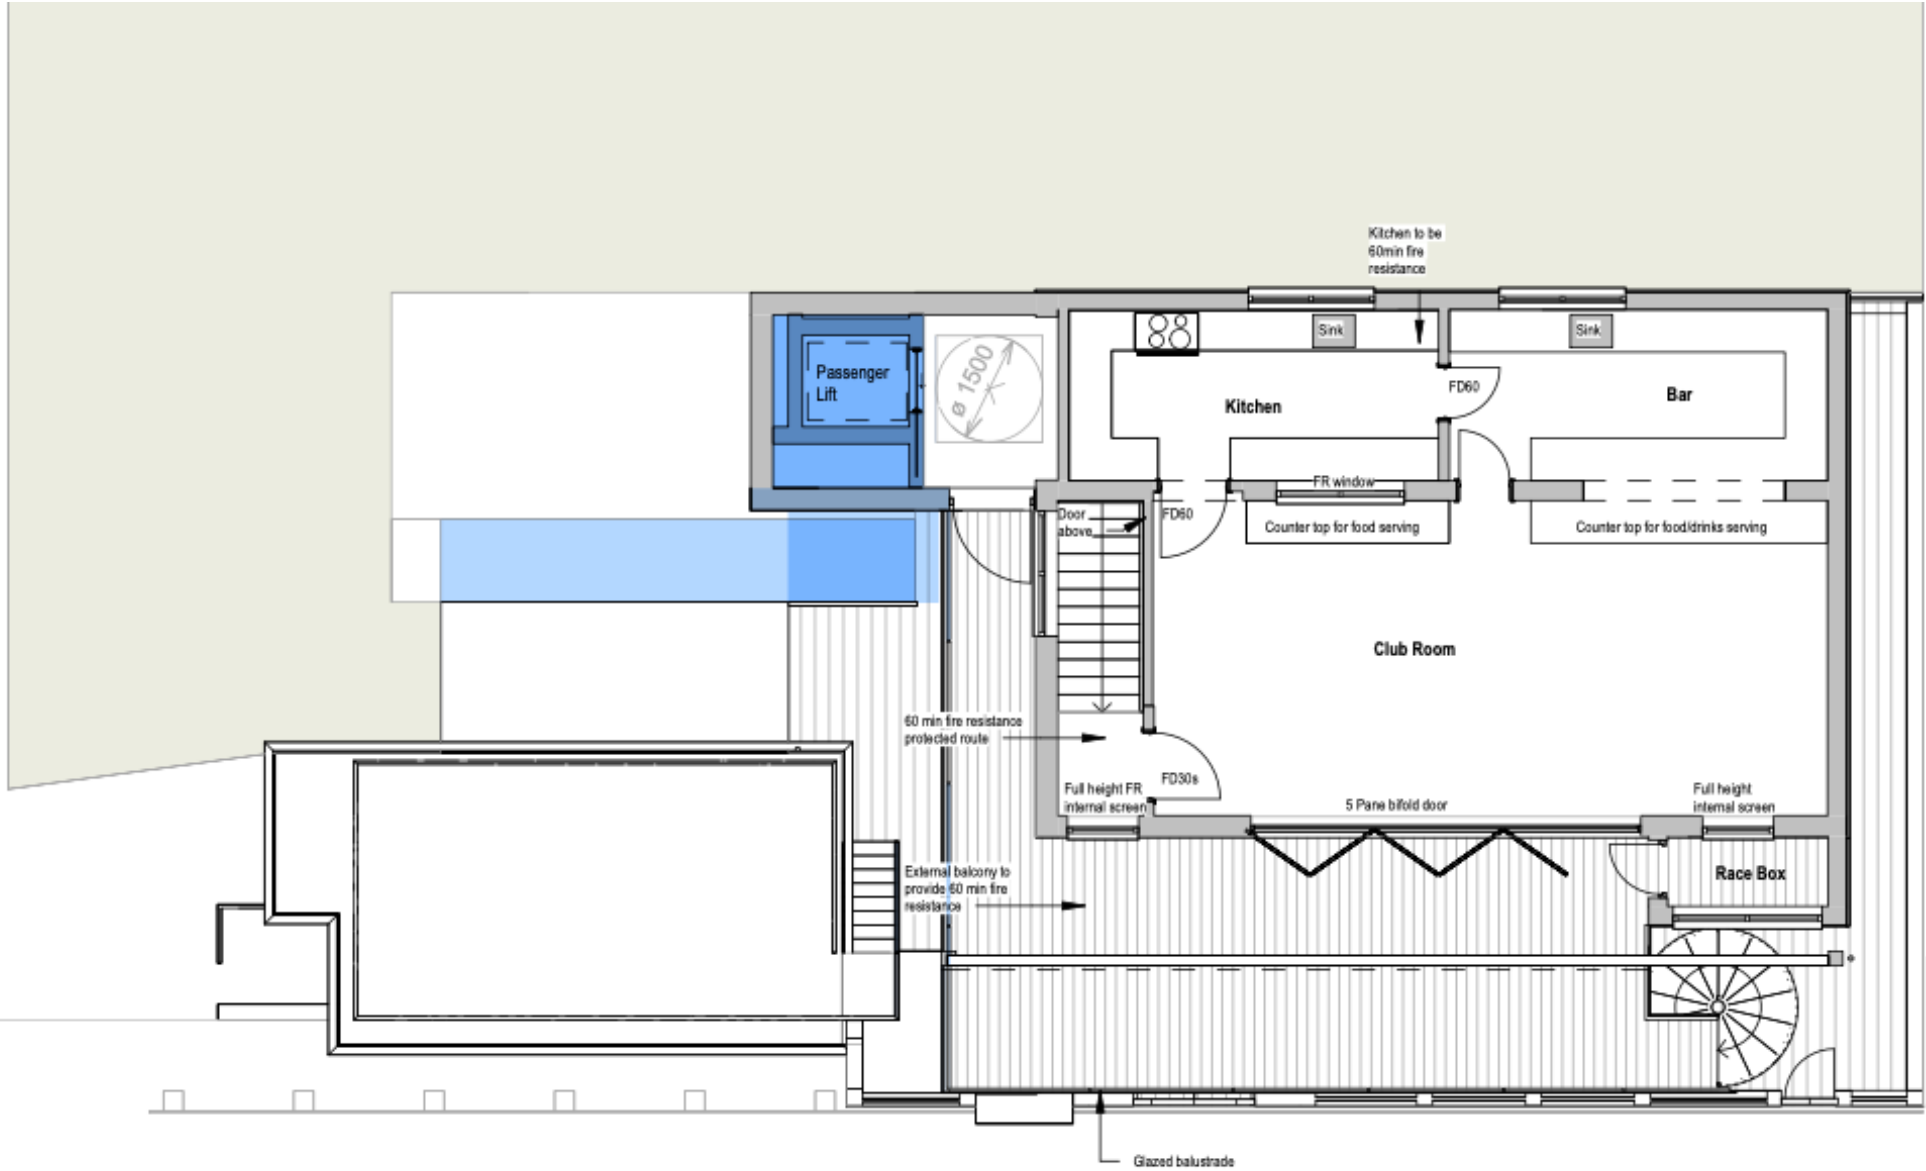 Kitchen to be
60min fire
resistance
Sink
Sink
Passenger
Lift
ø 1500
FD60
Kitchen
Bar
FR window
Door
above
FD60
Counter top for food serving
Counter top for food/drinks serving
Club Room
60 min fire resistance
protected route
FD30s
Full height FR
internal screen
5 Pane bifold door
Full height
internal screen
External balcony to
provide 60 min fire
resistance
Race Box
Glazed balustrade